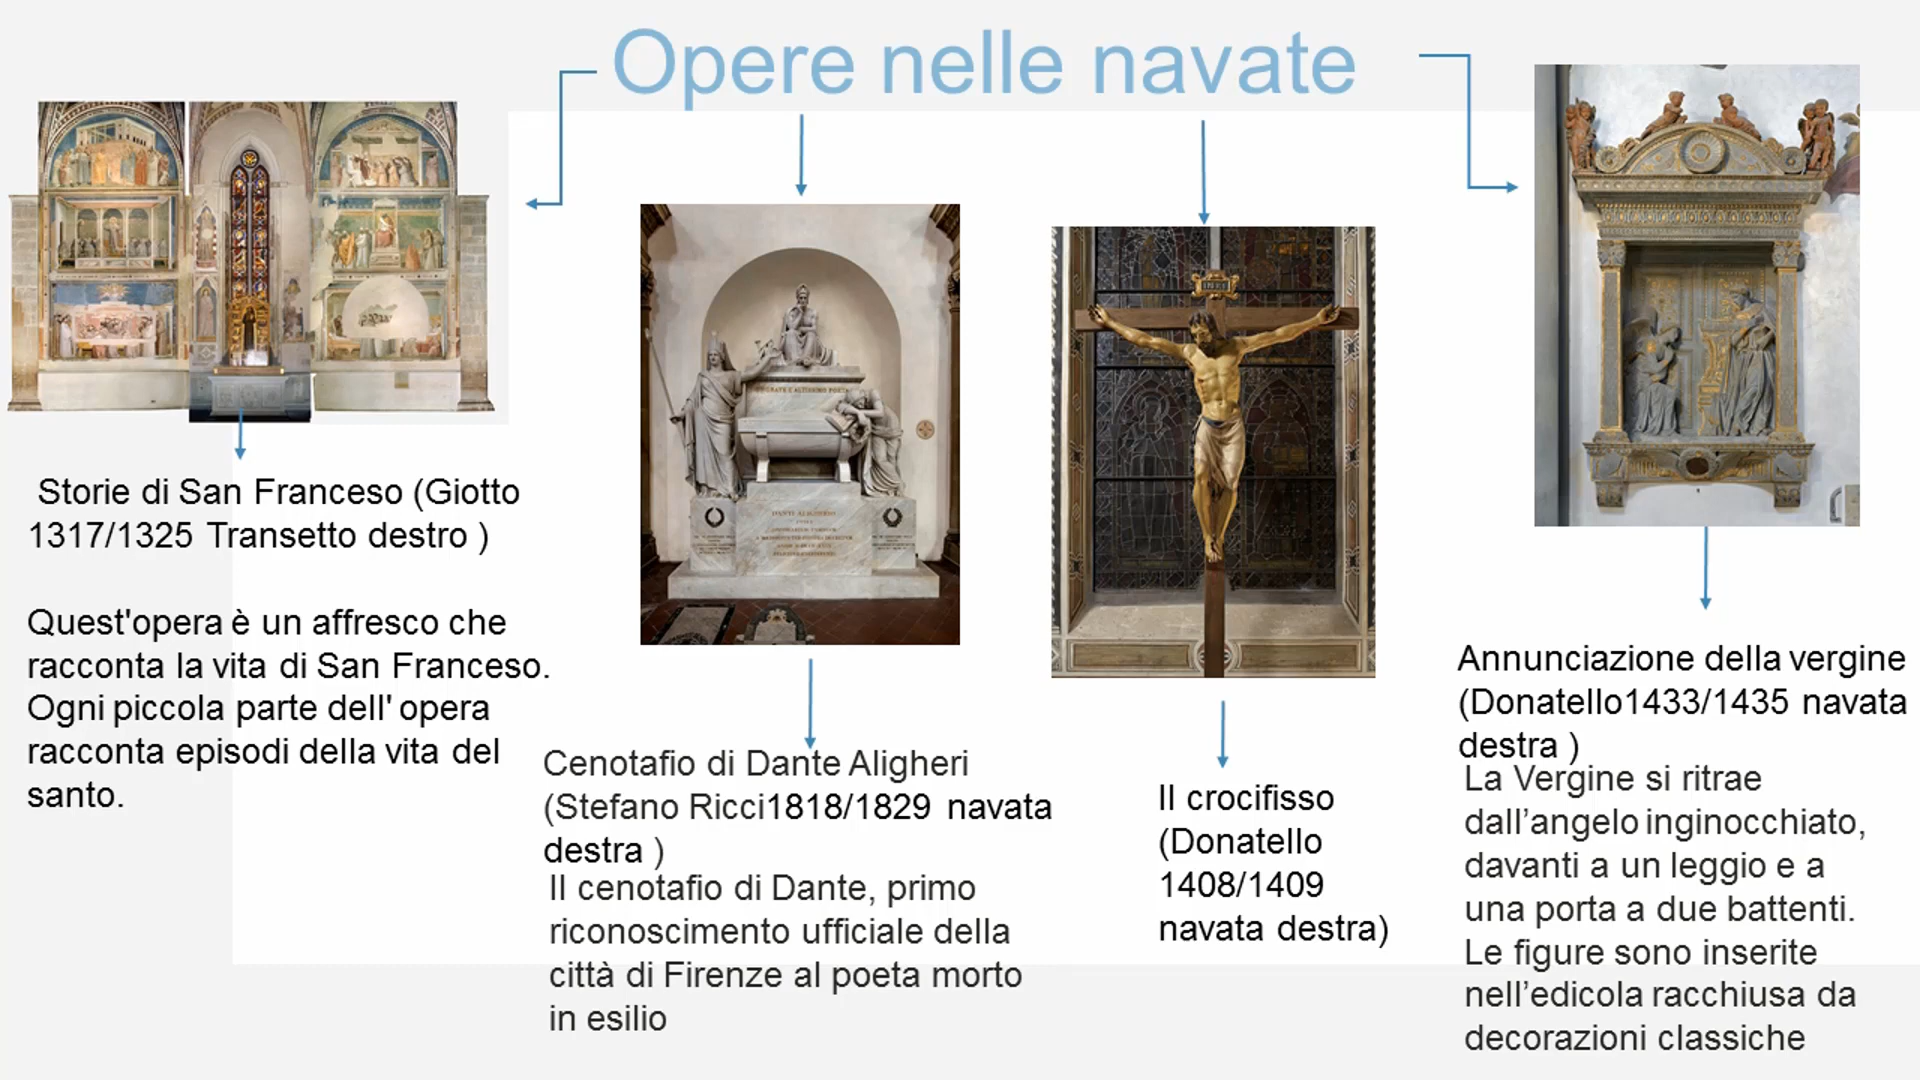 Opere nelle navate
Storie di San Franceso (Giotto
1317/1325 Transetto destro )
Quest'opera è un affresco che
racconta la vita di San Franceso.
Ogni piccola parte dell' opera
racconta episodi della vita del
santo.
Cenotafio di Dante Aligheri
(Stefano Ricci1818/1829 navata
destra )
Il cenotafio di Dante, primo
riconoscimento ufficiale della
città di Firenze al poeta morto
in esilio
Il crocifisso
(Donatello
1408/1409
navata destra)
Annunciazione della vergine
(Donatello1433/1435 navata
destra )
La Vergine si ritrae
dall’angelo inginocchiato,
davanti a un leggio e a
una porta a due battenti.
Le figure sono inserite
nell’edicola racchiusa da
decorazioni classiche